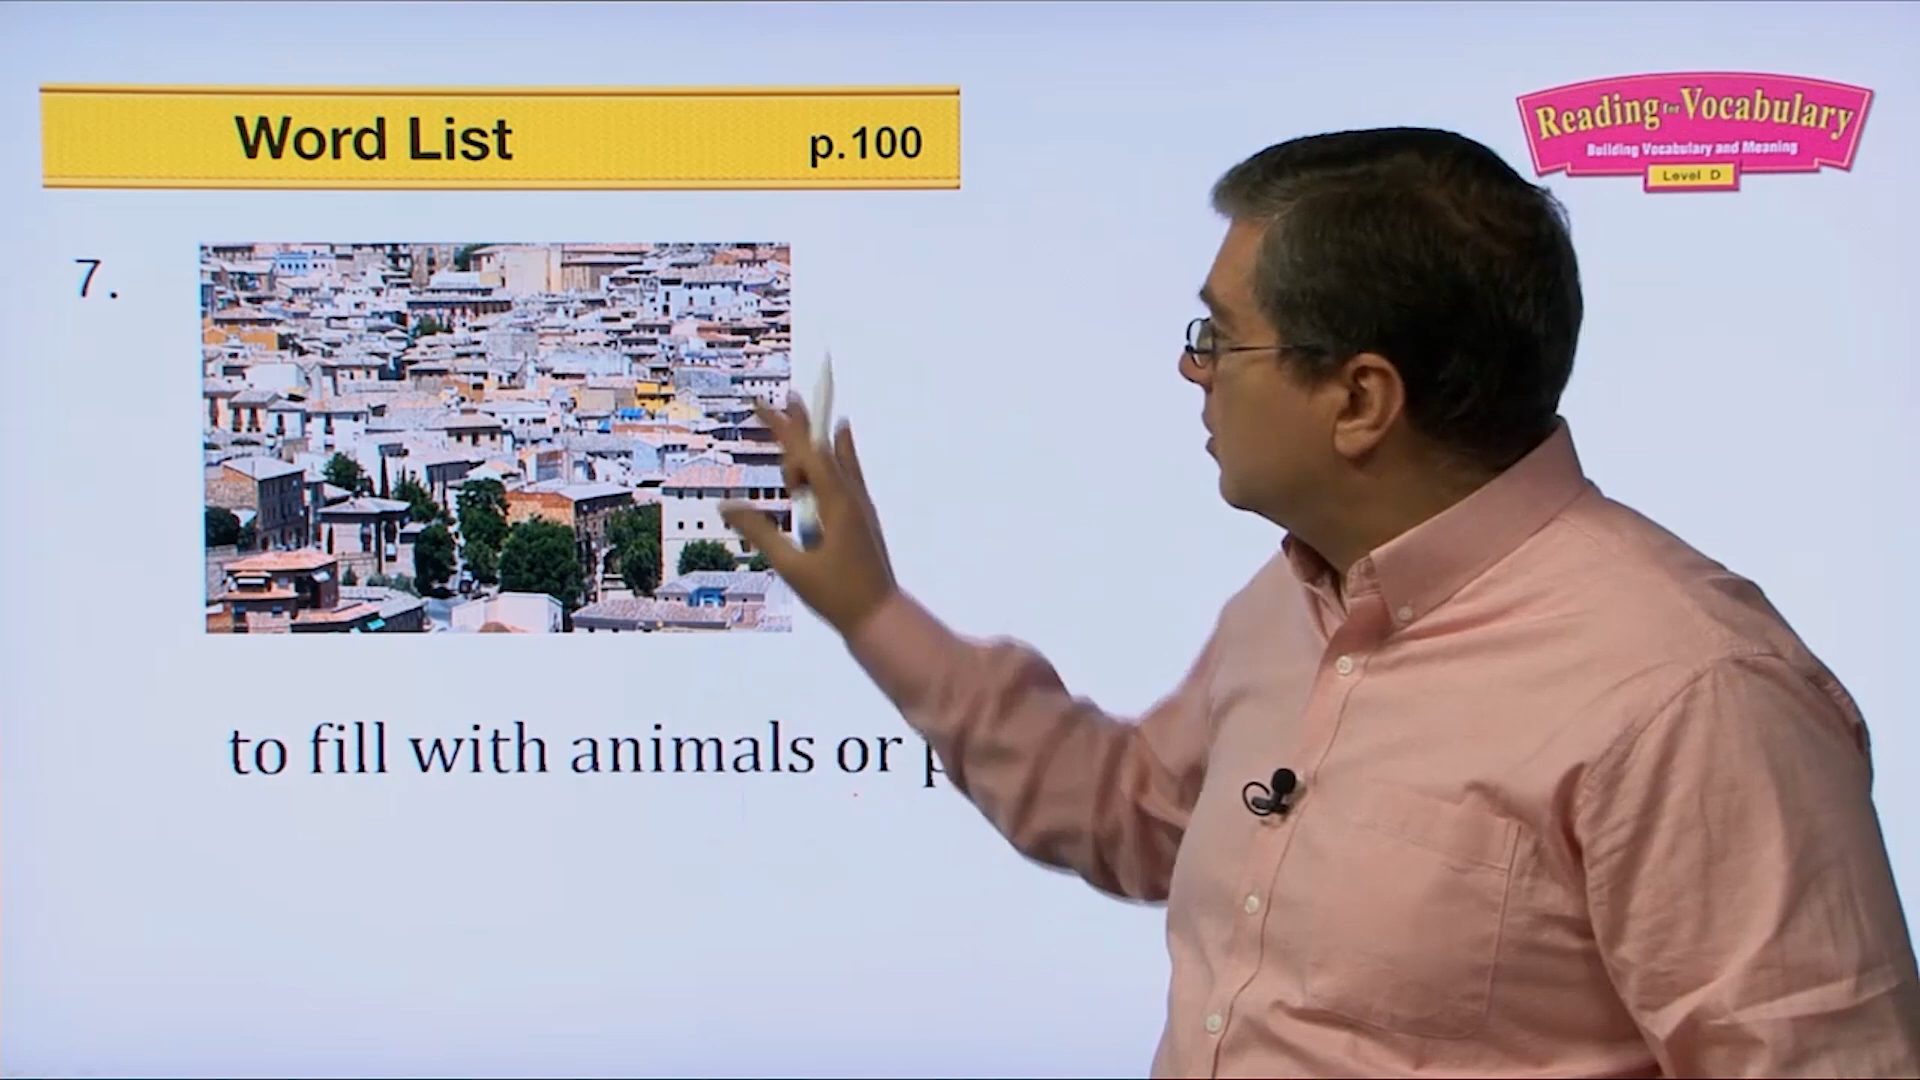 Word List p.100
Reading for Vocabulary
Building Vocabulary and Meaning
Level D
7.
to fill with animals or